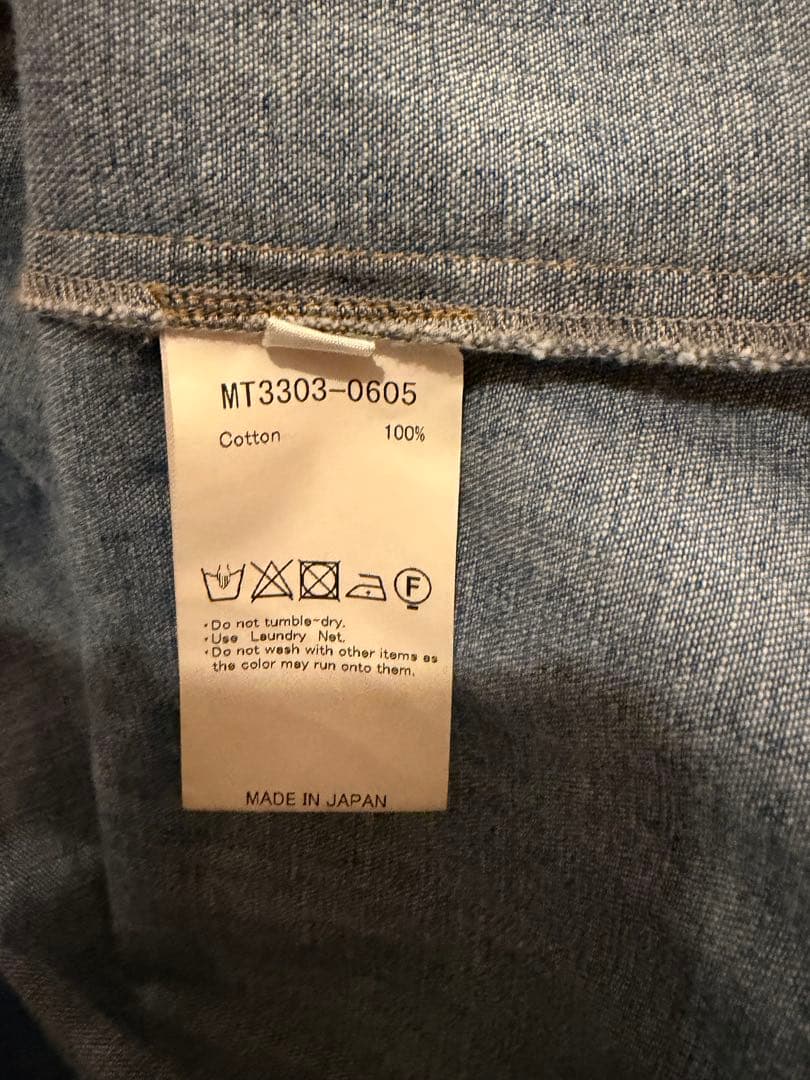 MT3303-0605
Cotton 100%
F
·Do not tumble-dry.
·Use Laundry Net.
·Do not wash with other items as
the color may run onto them.
MADE IN JAPAN